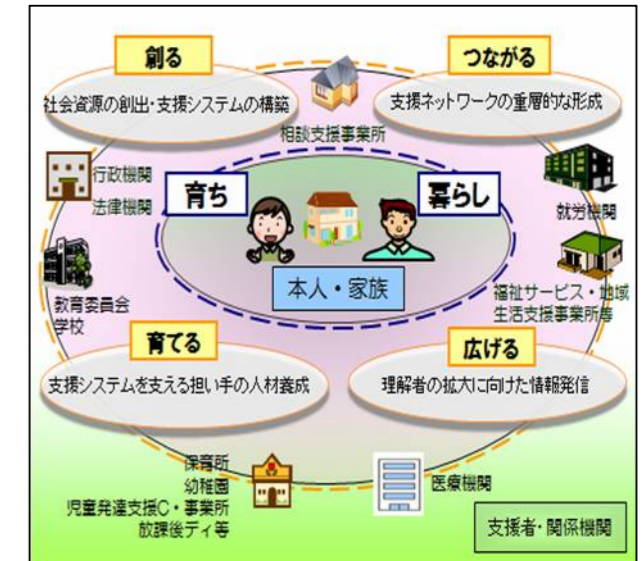 創る
つながる
社会資源の創出・支援システムの構築
支援ネットワークの重層的な形成
相談支援事業所
行政機関
法律機関
育ち
暮らし
就労機関
本人・家族
教育委員会
学校
福祉サービス・地域
生活支援事業所等
育てる
広げる
支援システムを支える担い手の人材養成
理解者の拡大に向けた情報発信
保育所
幼稚園
児童発達支援C・事業所
放課後ディ等
医療機関
支援者・関係機関